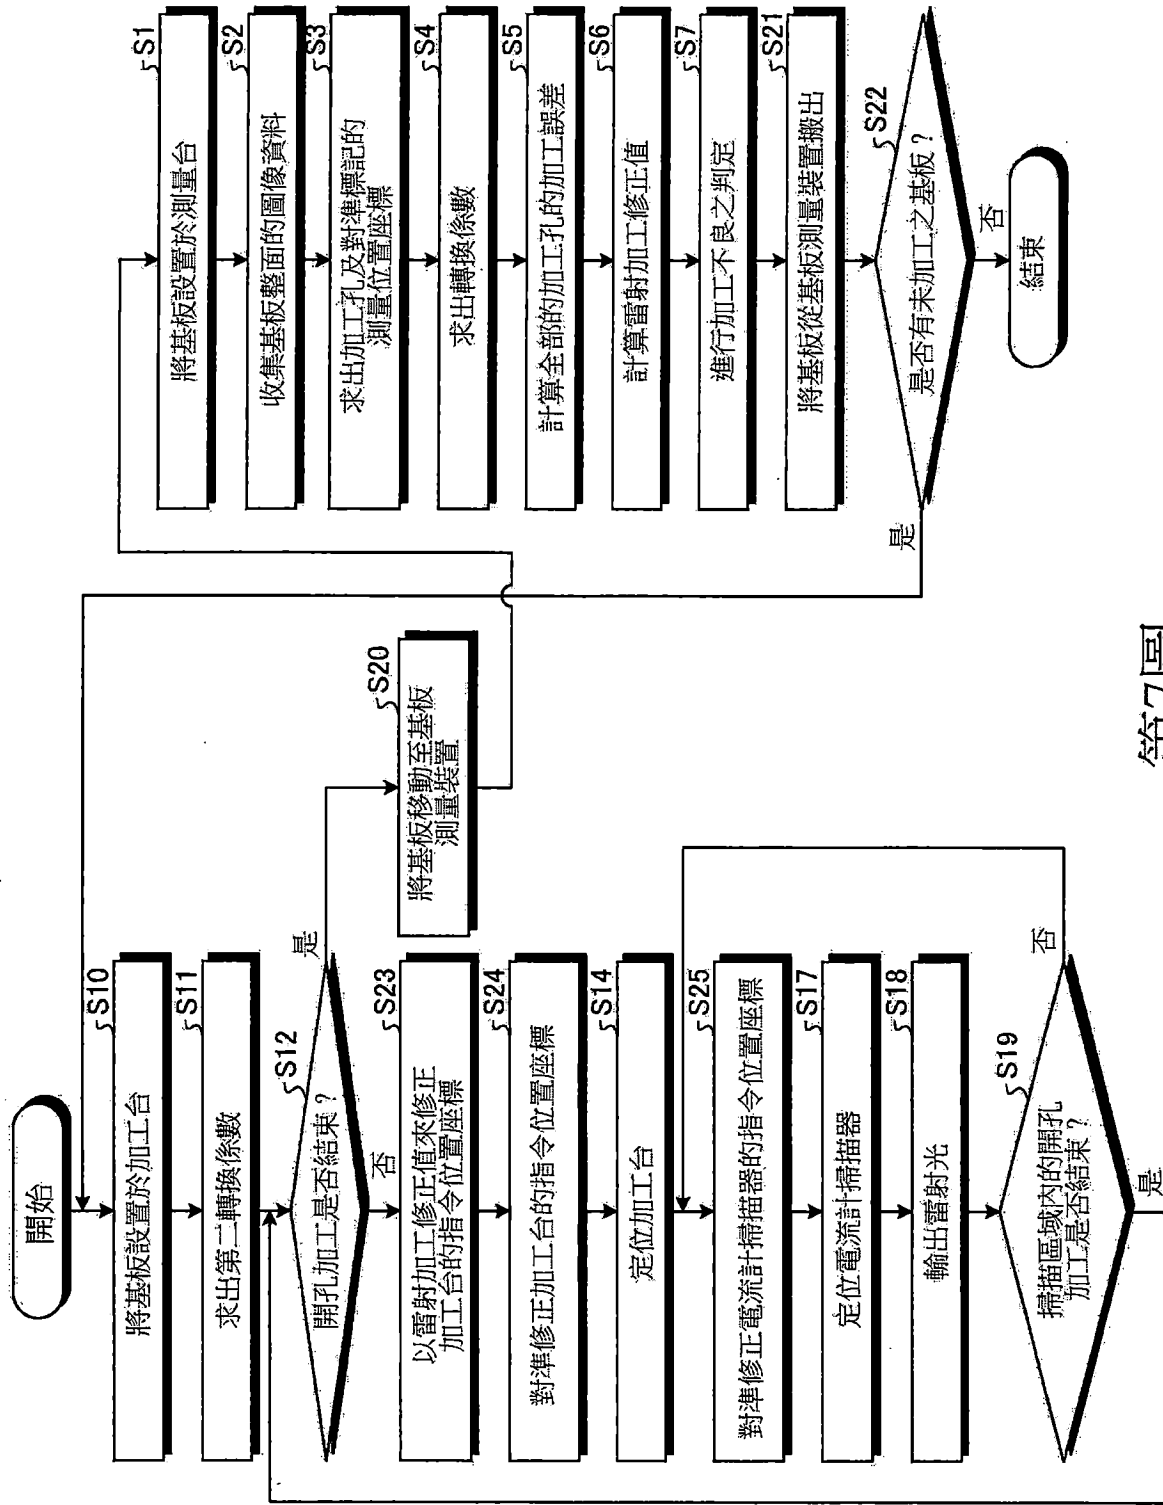 開始
S10
將基板設置於加工台
S11
求出第二轉換係數
S12
開孔加工是否結束？
是
否
S20
將基板移動至基板
測量裝置
S23
以雷射加工修正值來修正
加工台的指令位置座標
S24
對準修正加工台的指令位置座標
S14
定位加工台
S25
對準修正電流計掃描器的指令位置座標
S17
定位電流計掃描器
S18
輸出雷射光
S19
掃描區域內的開孔
加工是否結束？
否
是
S1
將基板設置於測量台
S2
收集基板整面的圖像資料
S3
求出加工孔及對準標記的
測量位置座標
S4
求出轉換係數
S5
計算全部的加工孔的加工誤差
S6
計算雷射加工修正值
S7
進行加工不良之判定
S21
將基板從基板測量裝置搬出
S22
是否有未加工之基板？
是
否
結束
第7圖